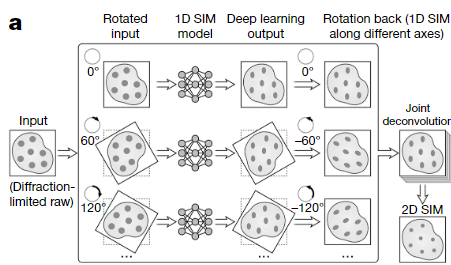 a
Rotated input
1D SIM model
Deep learning output
Rotation back (1D SIM along different axes)
0°
0°
Input
(Diffraction-limited raw)
60°
–60°
120°
–120°
...
...
Joint deconvolution
2D SIM